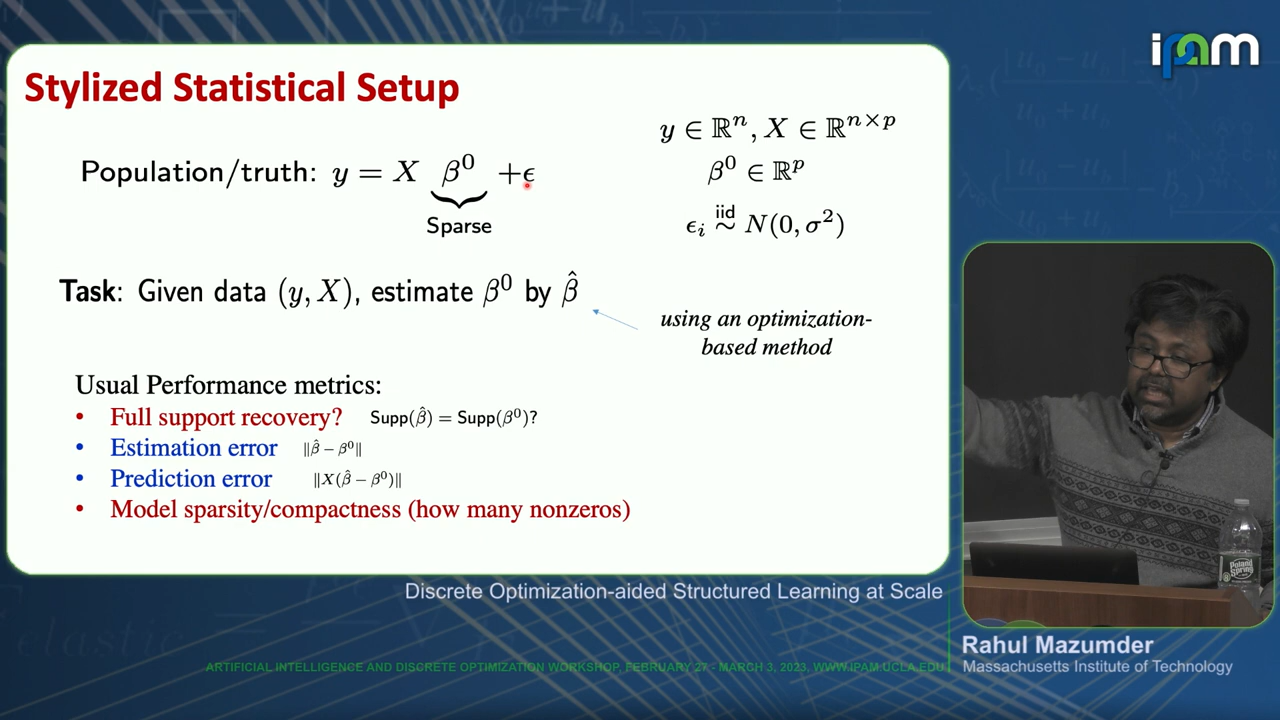 ipam
Stylized Statistical Setup
Population/truth: y = X β⁰ +ϵ
Sparse
y ∈ ℝⁿ, X ∈ ℝⁿˣᵖ
β⁰ ∈ ℝᵖ
ϵᵢ iid ∼ N(0, σ²)
Task: Given data (y, X), estimate β⁰ by β̂
using an optimization-
based method
Usual Performance metrics:
• Full support recovery? Supp(β̂) = Supp(β⁰)?
• Estimation error ‖β̂ − β⁰‖
• Prediction error ‖X(β̂ − β⁰)‖
• Model sparsity/compactness (how many nonzeros)
Poland
Spring
Discrete Optimization-aided Structured Learning at Scale
Rahul Mazumder
Massachusetts Institute of Technology
ARTIFICIAL INTELLIGENCE AND DISCRETE OPTIMIZATION WORKSHOP, FEBRUARY 27 - MARCH 3, 2023, WWW.IPAM.UCLA.EDU